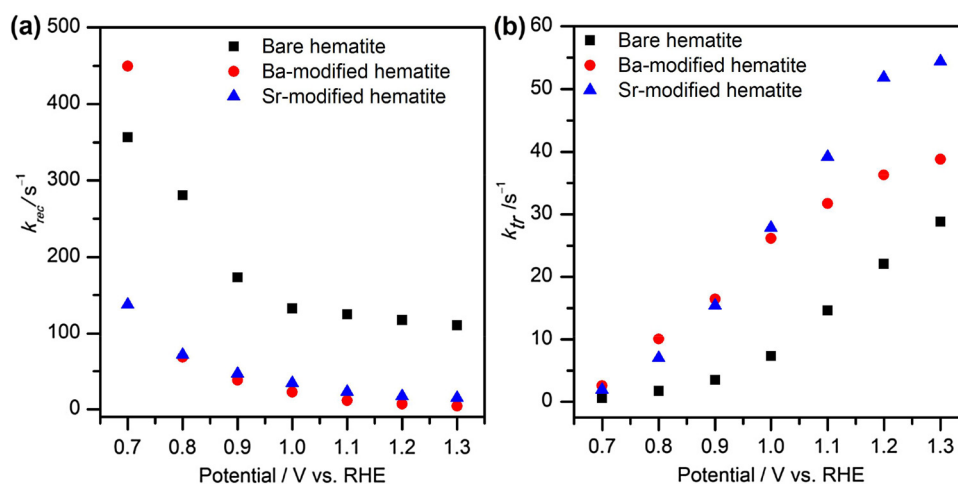 (a)
500
400
300
200
100
0
k_rec/s⁻¹
Bare hematite
Ba-modified hematite
Sr-modified hematite
0.7 0.8 0.9 1.0 1.1 1.2 1.3
Potential / V vs. RHE
(b)
60
50
40
30
20
10
0
k_tr/s⁻¹
Bare hematite
Ba-modified hematite
Sr-modified hematite
0.7 0.8 0.9 1.0 1.1 1.2 1.3
Potential / V vs. RHE